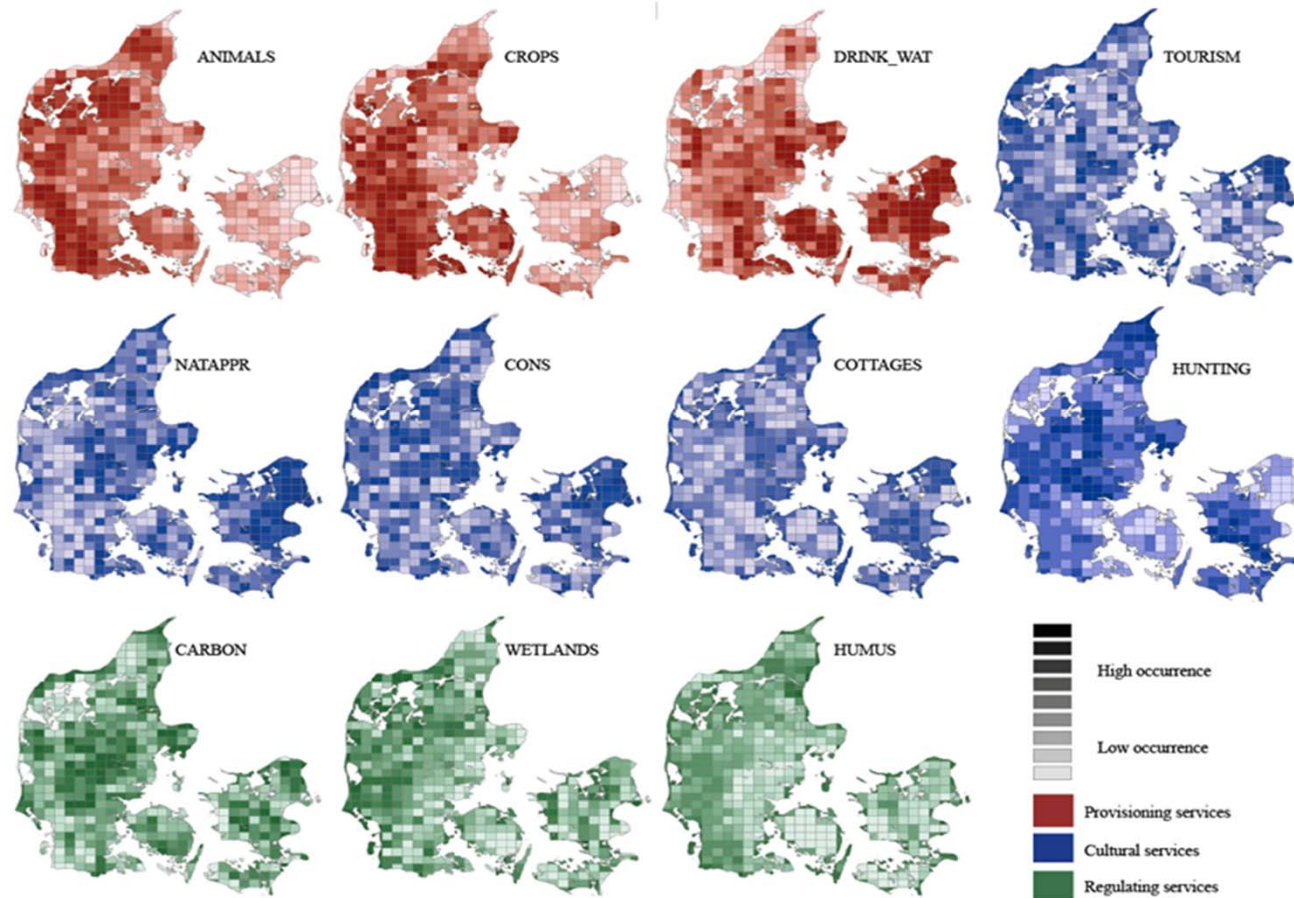 ANIMALS
CROPS
DRINK_WAT
TOURISM
NATAPPR
CONS
COTTAGES
HUNTING
CARBON
WETLANDS
HUMUS
High occurrence
Low occurrence
Provisioning services
Cultural services
Regulating services